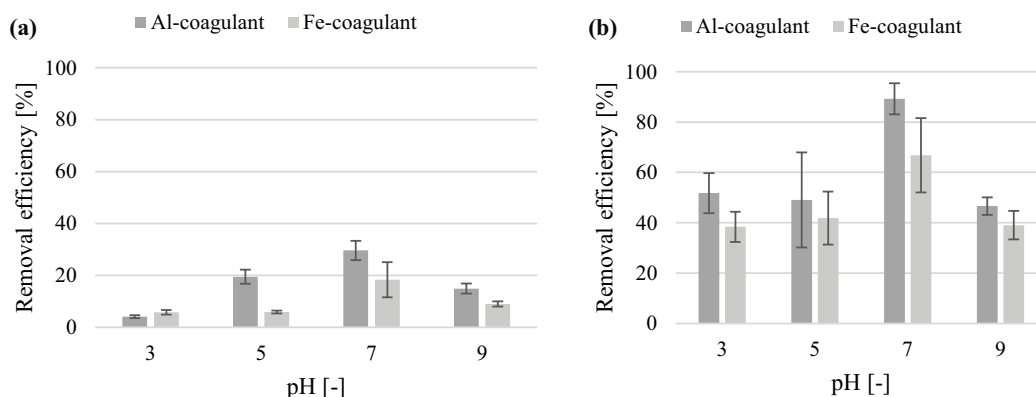 (a)
Al-coagulant Fe-coagulant
Removal efficiency [%]
100
80
60
40
20
0
3 5 7 9
pH [-]
(b)
Al-coagulant Fe-coagulant
Removal efficiency [%]
100
80
60
40
20
0
3 5 7 9
pH [-]